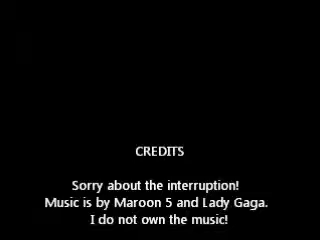 CREDITS
Sorry about the interruption!
Music is by Maroon 5 and Lady Gaga.
I do not own the music!